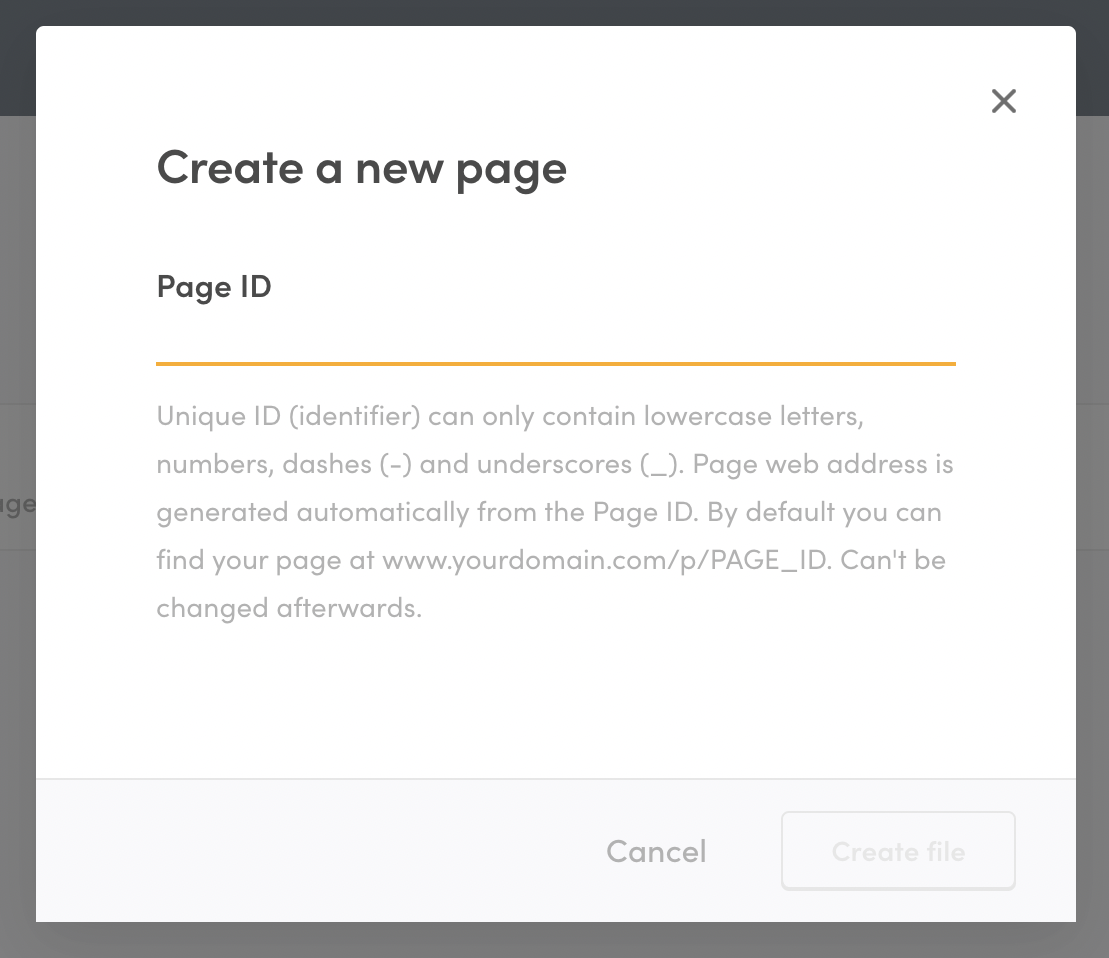 Create a new page
Page ID
Unique ID (identifier) can only contain lowercase letters,
numbers, dashes (-) and underscores (_). Page web address is
generated automatically from the Page ID. By default you can
age
find your page at www.yourdomain.com/p/PAGE_ID. Can't be
changed afterwards.
Cancel
Create file